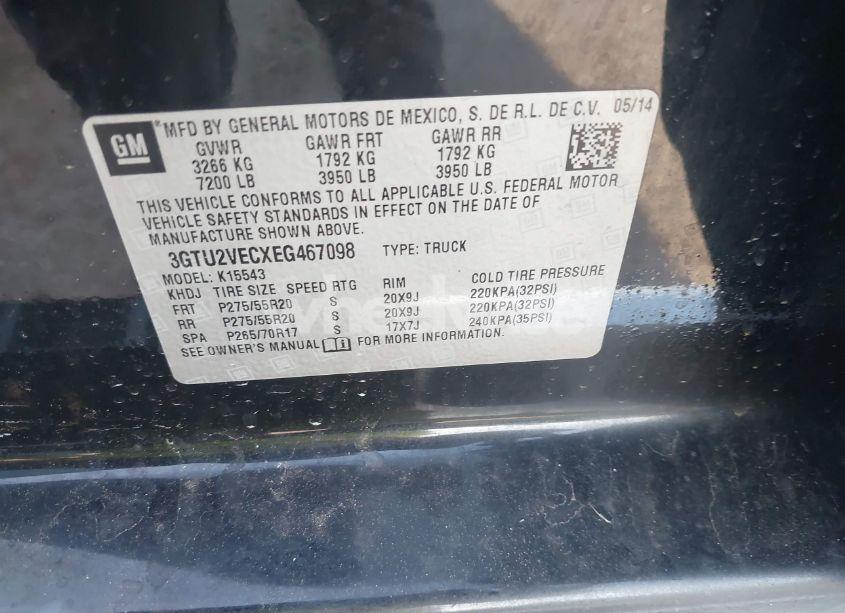 GM
® MFD BY GENERAL MOTORS DE MEXICO, S. DE R.L. DE C.V. 05/14
GVWR GAWR FRT GAWR RR
3266 KG 1792 KG 1792 KG
7200 LB 3950 LB 3950 LB
THIS VEHICLE CONFORMS TO ALL APPLICABLE U.S. FEDERAL MOTOR
VEHICLE SAFETY STANDARDS IN EFFECT ON THE DATE OF
MANUFACTURE SHOWN ABOVE.
3GTU2VECXEG467098 TYPE: TRUCK
MODEL: K15543
KHDJ TIRE SIZE SPEED RTG RIM COLD TIRE PRESSURE
FRT P275/55R20 S 20X9J 220KPA(32PSI)
RR P275/55R20 S 20X9J 220KPA(32PSI)
SPA P265/70R17 S 17X7J 240KPA(35PSI)
SEE OWNER'S MANUAL FOR MORE INFORMATION.